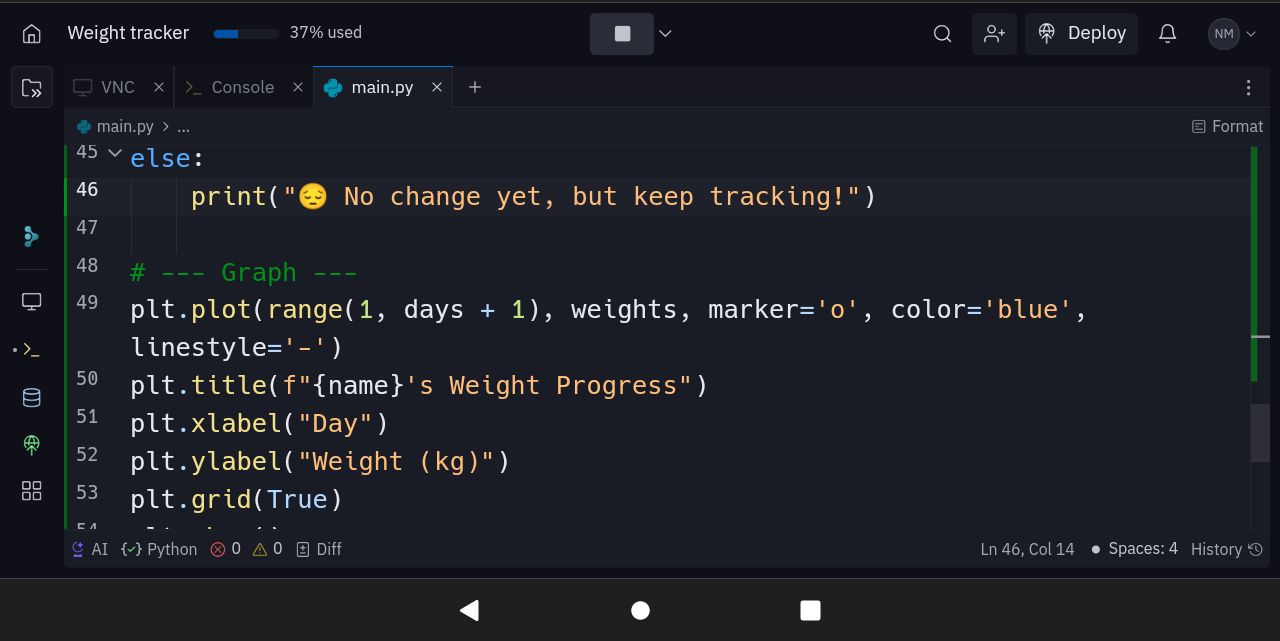 Weight tracker 37% used Deploy NM
VNC Console main.py
main.py > ...
Format
45 else:
46 print("😔 No change yet, but keep tracking!")
47
48 # --- Graph ---
49 plt.plot(range(1, days + 1), weights, marker='o', color='blue',
linestyle='-')
50 plt.title(f"{name}'s Weight Progress")
51 plt.xlabel("Day")
52 plt.ylabel("Weight (kg)")
53 plt.grid(True)
54
AI Python 0 0 Diff Ln 46, Col 14 Spaces: 4 History